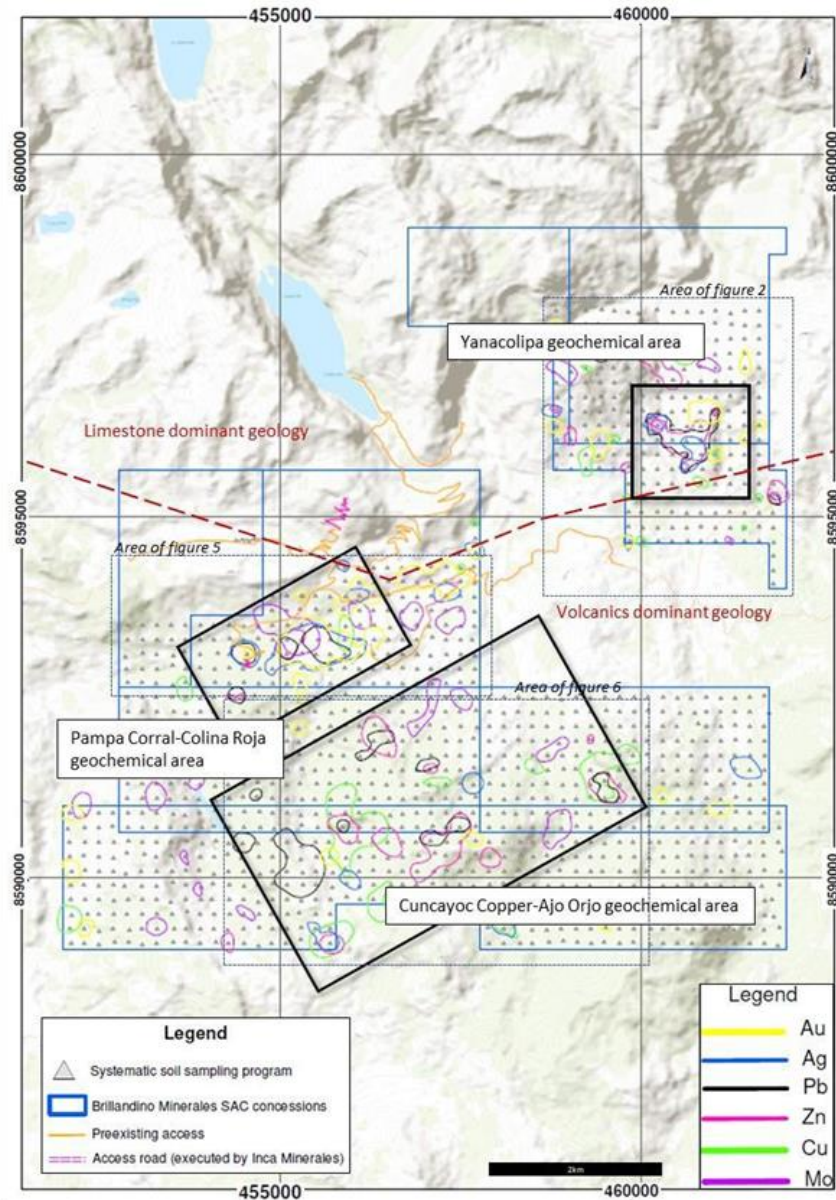 455000
460000
8600000
8600000
Area of figure 2
Yanacolipa geochemical area
Limestone dominant geology
8595000
8595000
Area of figure 5
Volcanics dominant geology
Area of figure 6
Pampa Corral-Colina Roja
geochemical area
8590000
8590000
Cuncayoc Copper-Ajo Orjo geochemical area
Legend
Systematic soil sampling program
Brillandino Minerales SAC concessions
Preexisting access
Access road (executed by Inca Minerales)
2km
Legend
Au
Ag
Pb
Zn
Cu
Mo
455000
460000